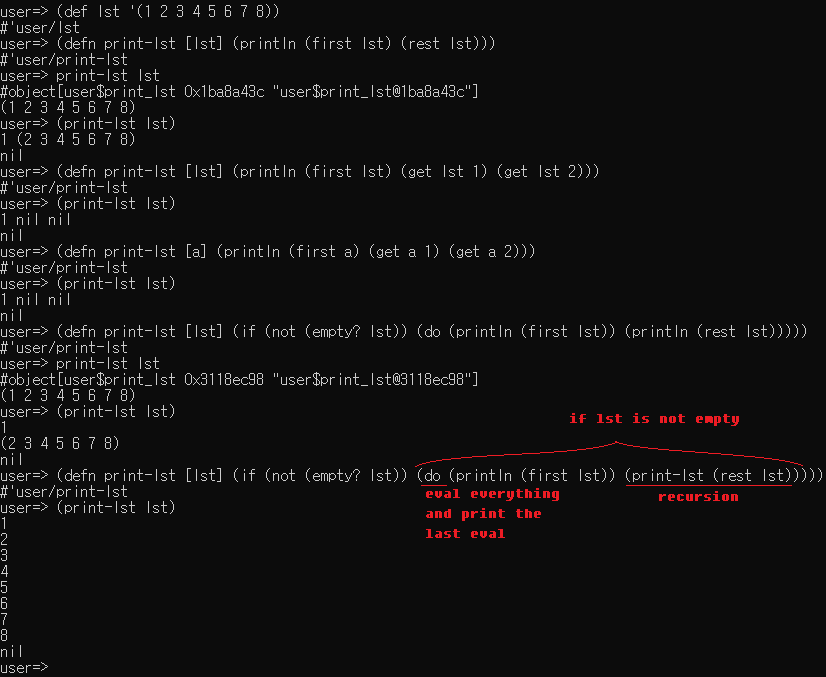 user=> (def lst '(1 2 3 4 5 6 7 8))
#'user/lst
user=> (defn print-lst [lst] (println (first lst) (rest lst)))
#'user/print-lst
user=> print-lst lst
#object[user$print_lst 0x1ba8a43c "user$print_lst@1ba8a43c"]
(1 2 3 4 5 6 7 8)
user=> (print-lst lst)
1 (2 3 4 5 6 7 8)
nil
user=> (defn print-lst [lst] (println (first lst) (get lst 1) (get lst 2)))
#'user/print-lst
user=> (print-lst lst)
1 nil nil
nil
user=> (defn print-lst [a] (println (first a) (get a 1) (get a 2)))
#'user/print-lst
user=> (print-lst lst)
1 nil nil
nil
user=> (defn print-lst [lst] (if (not (empty? lst)) (do (println (first lst)) (println (rest lst)))))
#'user/print-lst
user=> print-lst lst
#object[user$print_lst 0x3118ec98 "user$print_lst@3118ec98"]
(1 2 3 4 5 6 7 8)
user=> (print-lst lst)
1
(2 3 4 5 6 7 8)
nil
if lst is not empty
user=> (defn print-lst [lst] (if (not (empty? lst)) (do (println (first lst)) (print-lst (rest lst)))))
#'user/print-lst
eval everything
and print the
last eval
recursion
user=> (print-lst lst)
1
2
3
4
5
6
7
8
nil
user=>